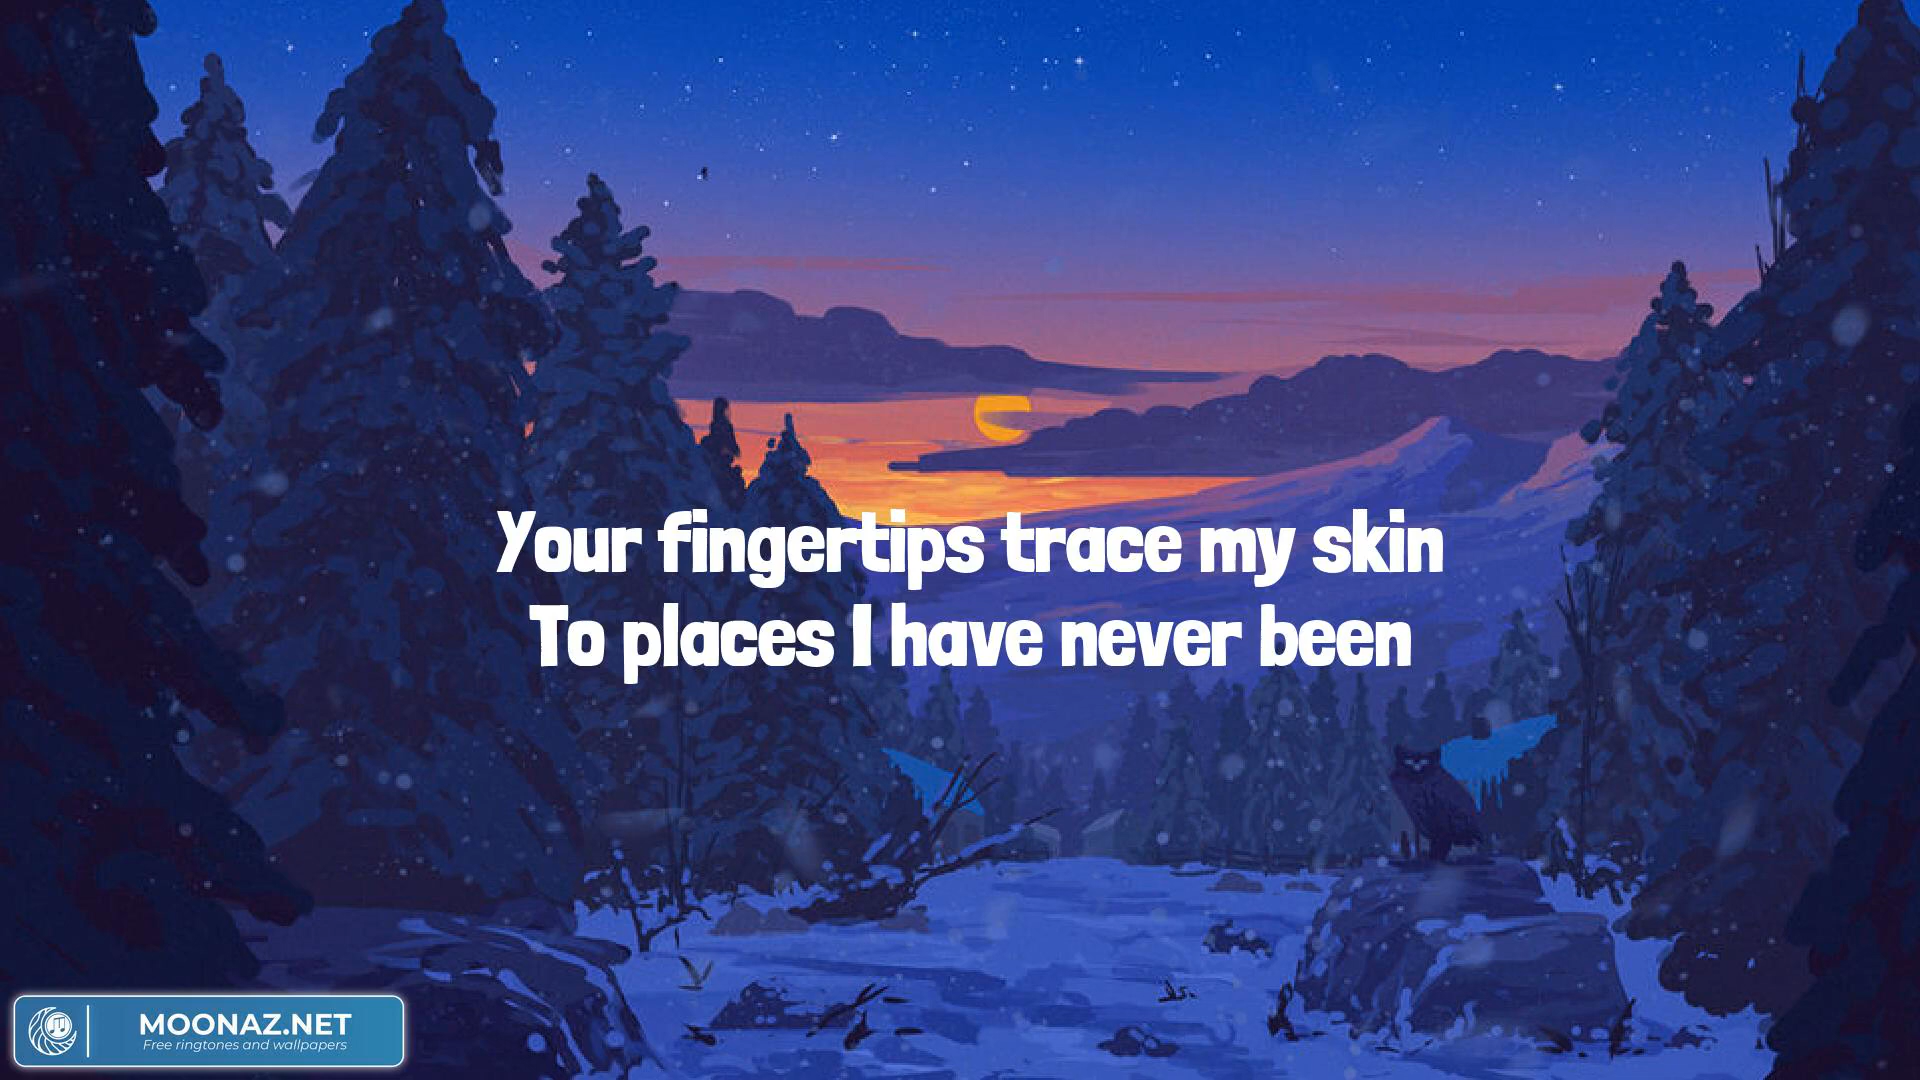 Your fingertips trace my skin
To places I have never been
MOONAZ.NET
Free ringtones and wallpapers